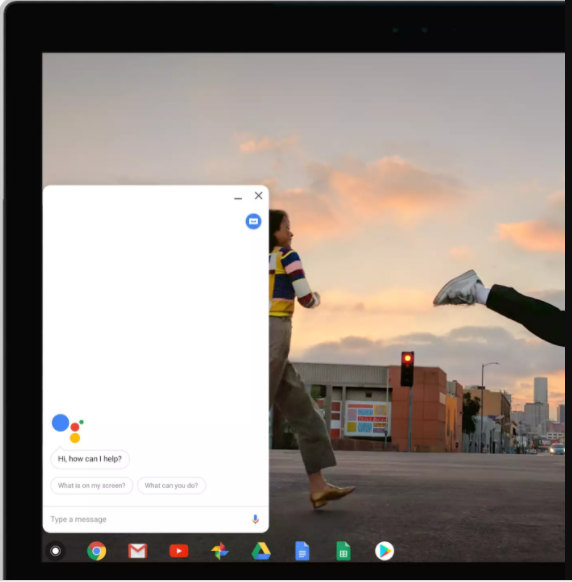 Hi, how can I help?
What is on my screen?
What can you do?
Type a message